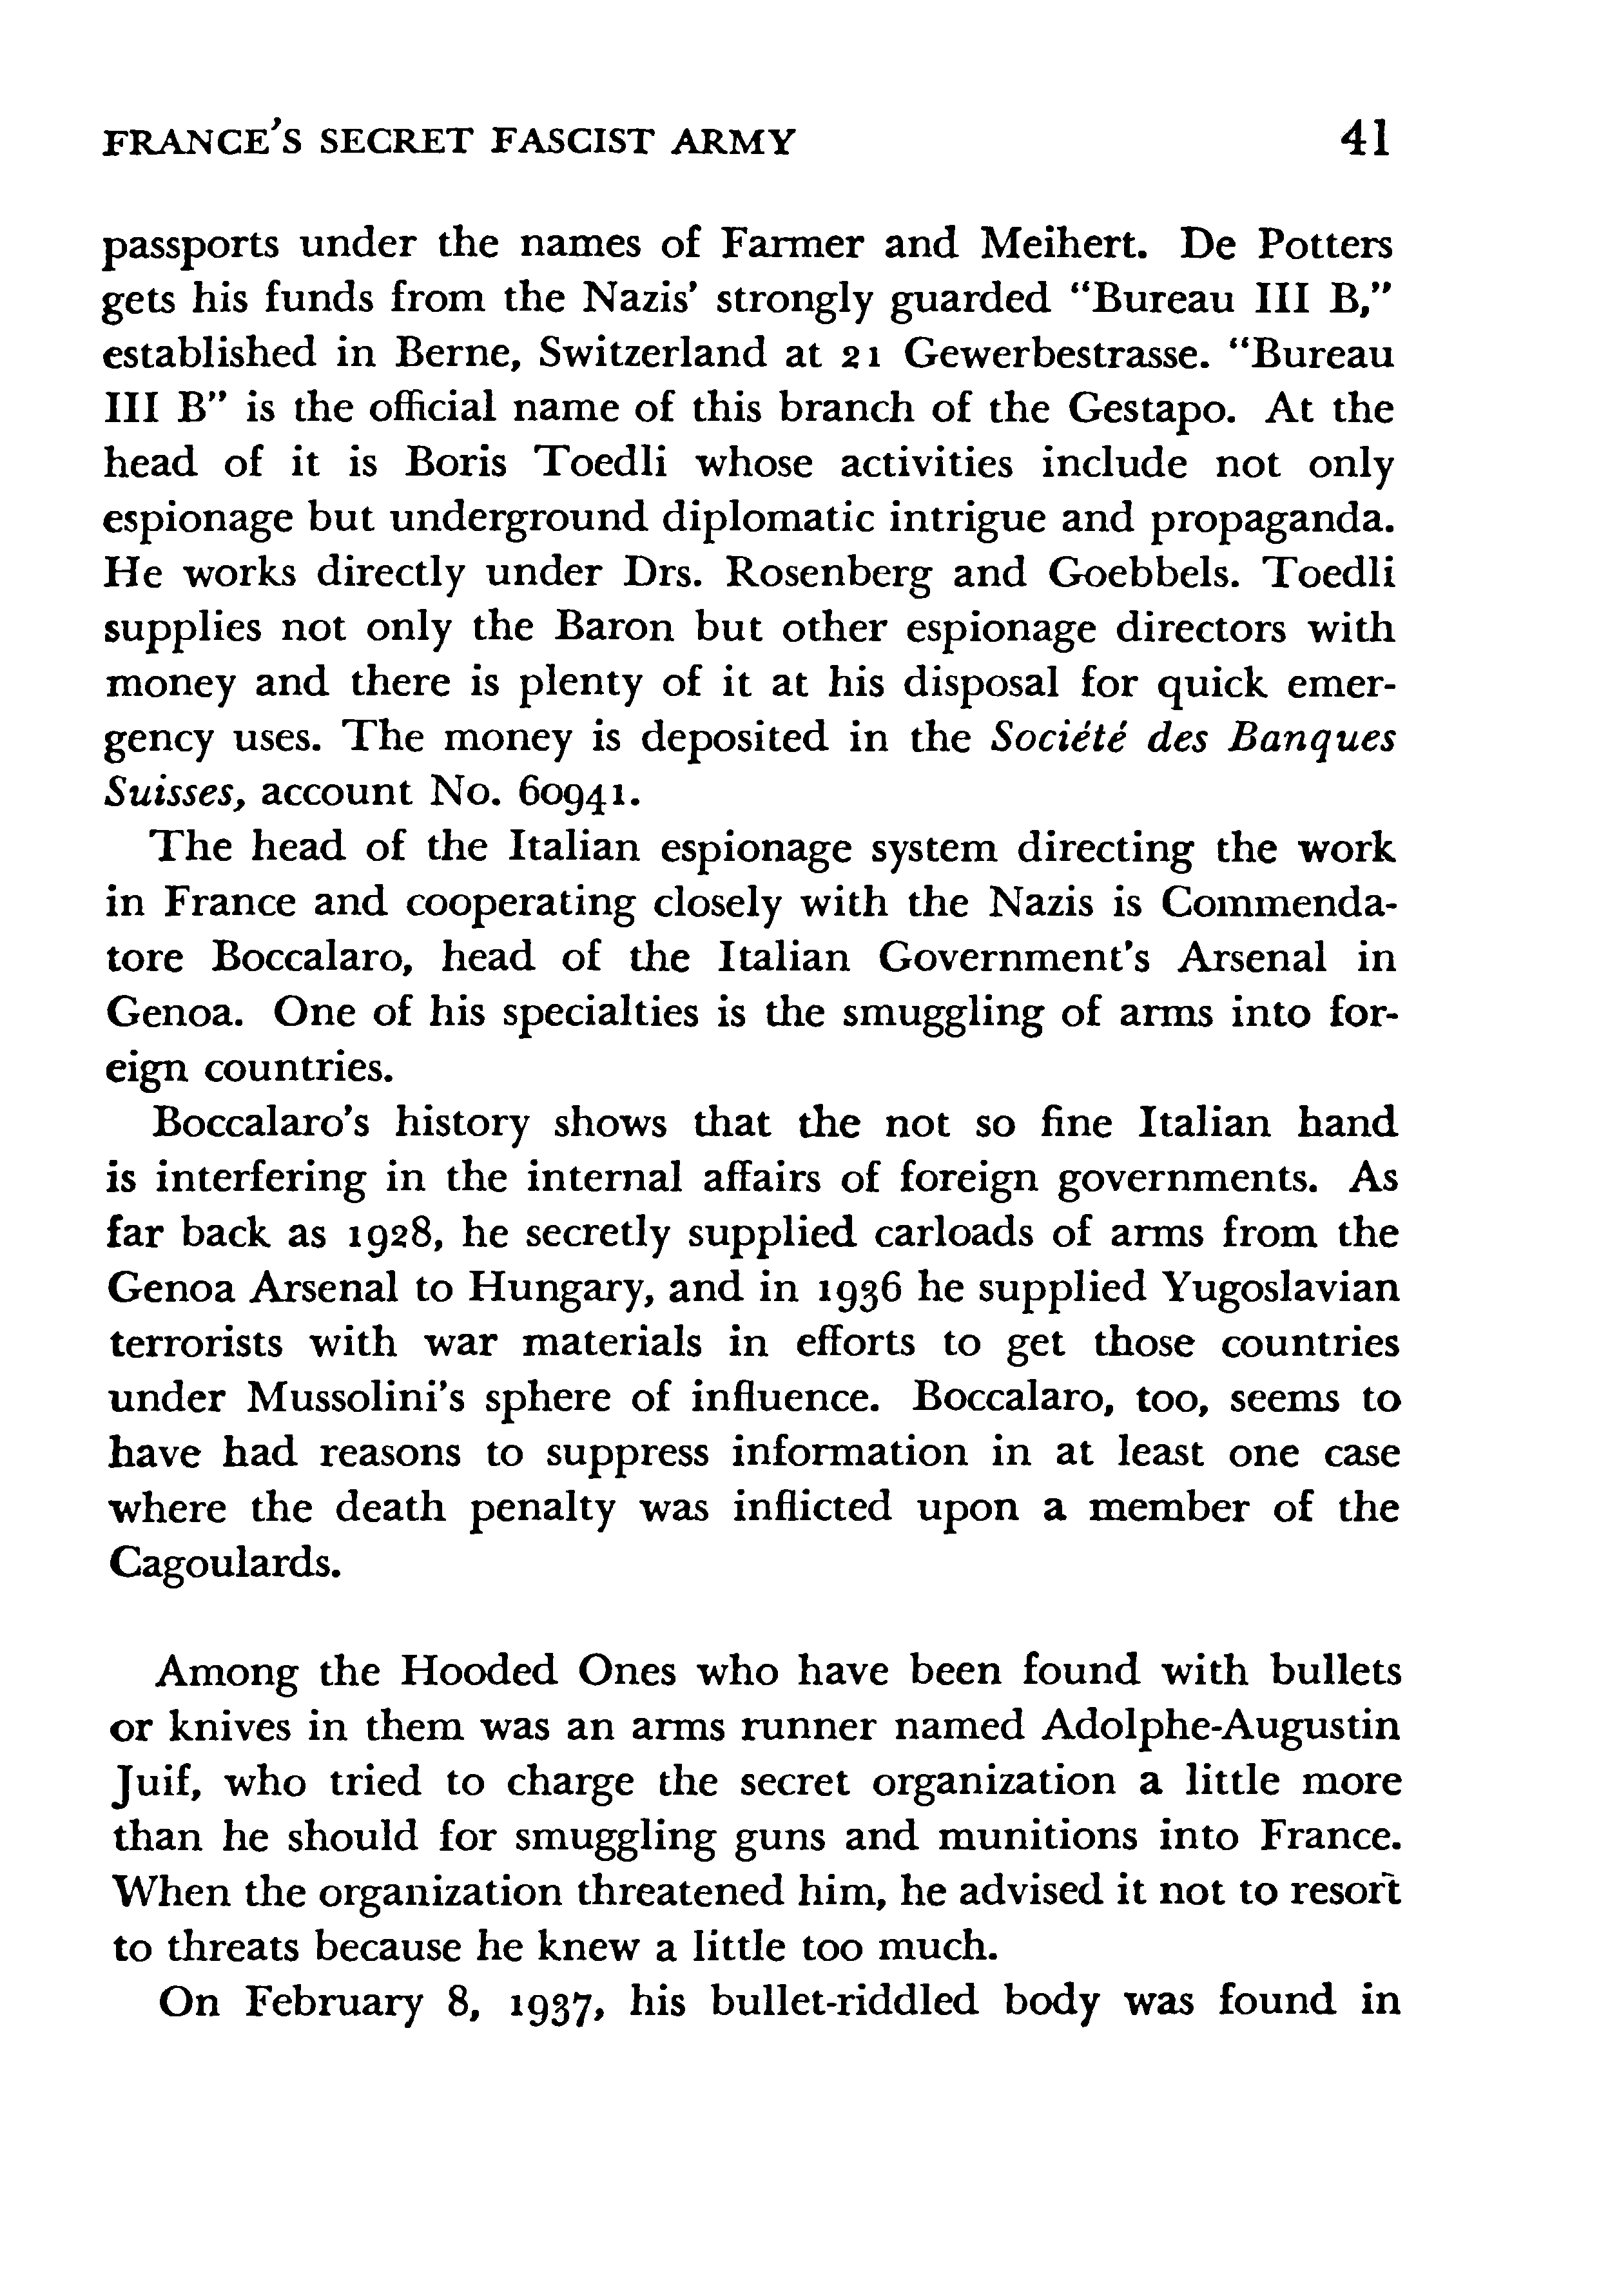 FRANCE'S SECRET FASCIST ARMY 41
passports under the names of Farmer and Meihert. De Potters
gets his funds from the Nazis' strongly guarded “Bureau III B,”
established in Berne, Switzerland at 21 Gewerbestrasse. “Bureau
III B” is the official name of this branch of the Gestapo. At the
head of it is Boris Toedli whose activities include not only
espionage but underground diplomatic intrigue and propaganda.
He works directly under Drs. Rosenberg and Goebbels. Toedli
supplies not only the Baron but other espionage directors with
money and there is plenty of it at his disposal for quick emer-
gency uses. The money is deposited in the Société des Banques
Suisses, account No. 60941.
The head of the Italian espionage system directing the work
in France and cooperating closely with the Nazis is Commenda-
tore Boccalaro, head of the Italian Government's Arsenal in
Genoa. One of his specialties is the smuggling of arms into for-
eign countries.
Boccalaro's history shows that the not so fine Italian hand
is interfering in the internal affairs of foreign governments. As
far back as 1928, he secretly supplied carloads of arms from the
Genoa Arsenal to Hungary, and in 1936 he supplied Yugoslavian
terrorists with war materials in efforts to get those countries
under Mussolini's sphere of influence. Boccalaro, too, seems to
have had reasons to suppress information in at least one case
where the death penalty was inflicted upon a member of the
Cagoulards.
Among the Hooded Ones who have been found with bullets
or knives in them was an arms runner named Adolphe-Augustin
Juif, who tried to charge the secret organization a little more
than he should for smuggling guns and munitions into France.
When the organization threatened him, he advised it not to resort
to threats because he knew a little too much.
On February 8, 1937, his bullet-riddled body was found in